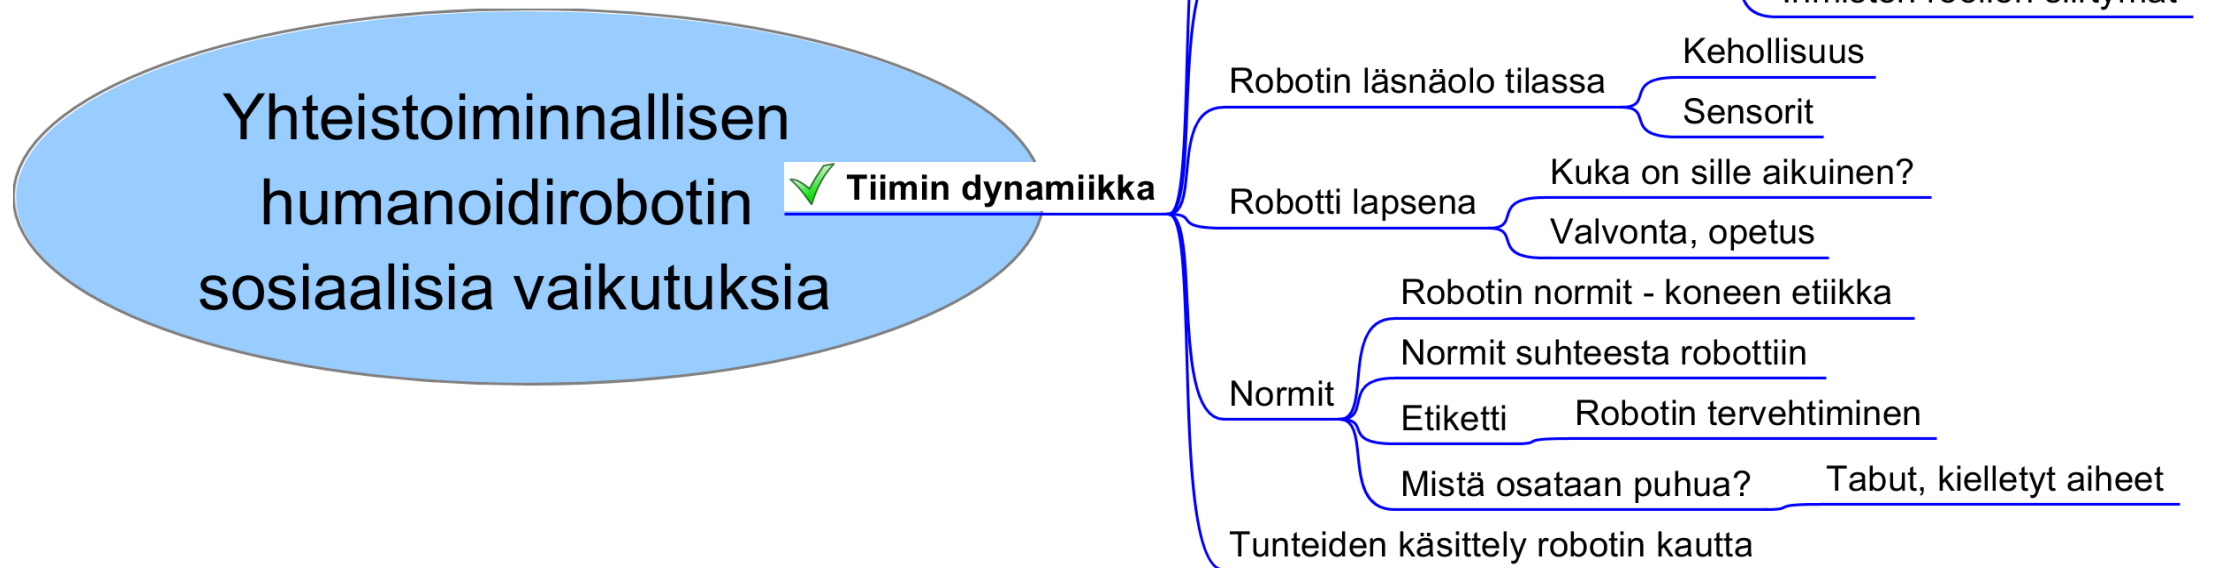 Yhteistoiminnallisen
humanoidirobotin
sosiaalisia vaikutuksia
Tiimin dynamiikka
Robotin läsnäolo tilassa
Kehollisuus
Sensorit
Robotti lapsena
Kuka on sille aikuinen?
Valvonta, opetus
Normit
Robotin normit - koneen etiikka
Normit suhteesta robottiin
Etiketti
Robotin tervehtiminen
Mistä osataan puhua?
Tabut, kielletyt aiheet
Tunteiden käsittely robotin kautta